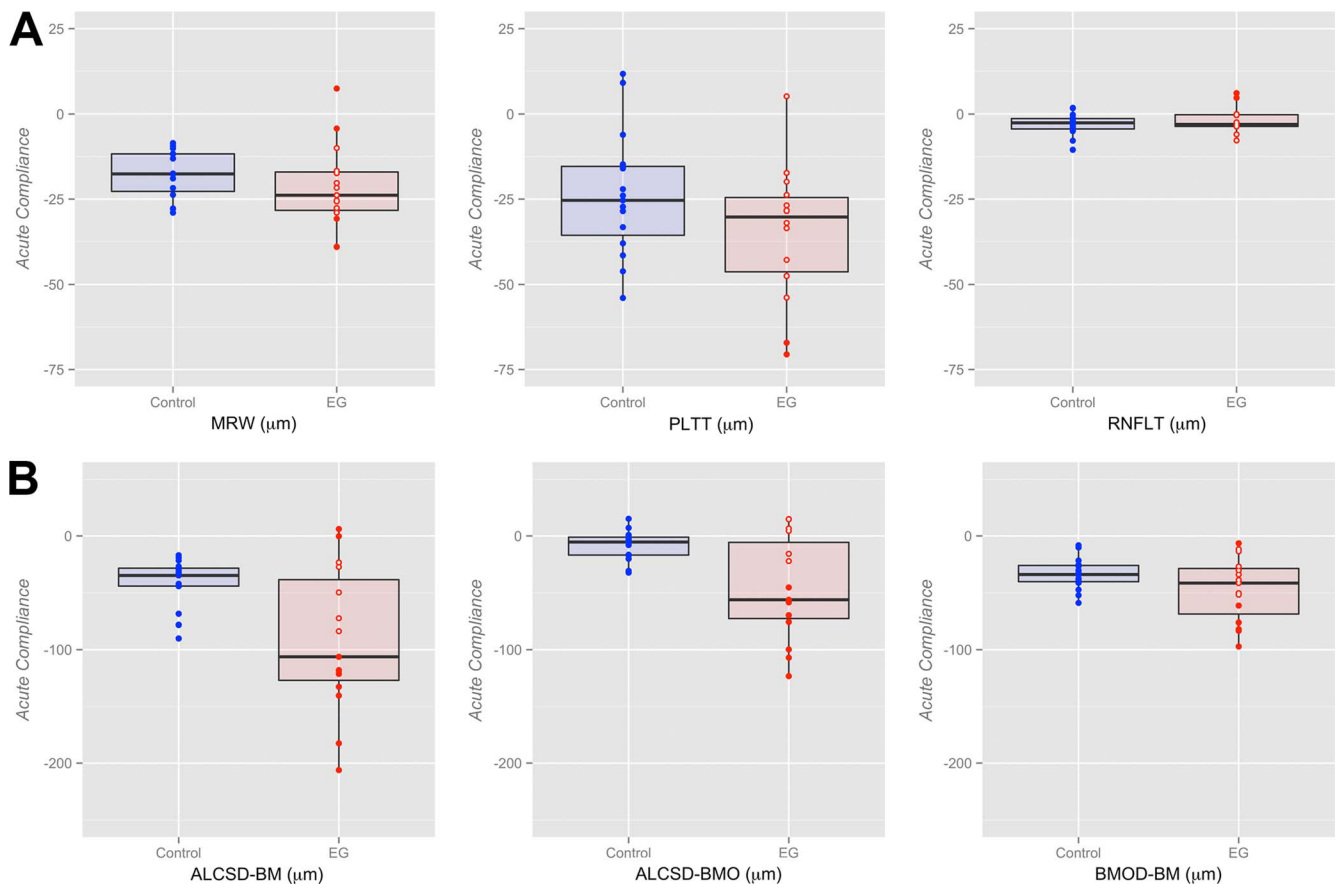 A
25
0
-25
-50
-75
Acute Compliance
Control
EG
MRW (μm)
25
0
-25
-50
-75
Acute Compliance
Control
EG
PLTT (μm)
25
0
-25
-50
-75
Acute Compliance
Control
EG
RNFLT (μm)
B
0
-100
-200
Acute Compliance
Control
EG
ALCSD-BM (μm)
0
-100
-200
Acute Compliance
Control
EG
ALCSD-BMO (μm)
0
-100
-200
Acute Compliance
Control
EG
BMOD-BM (μm)